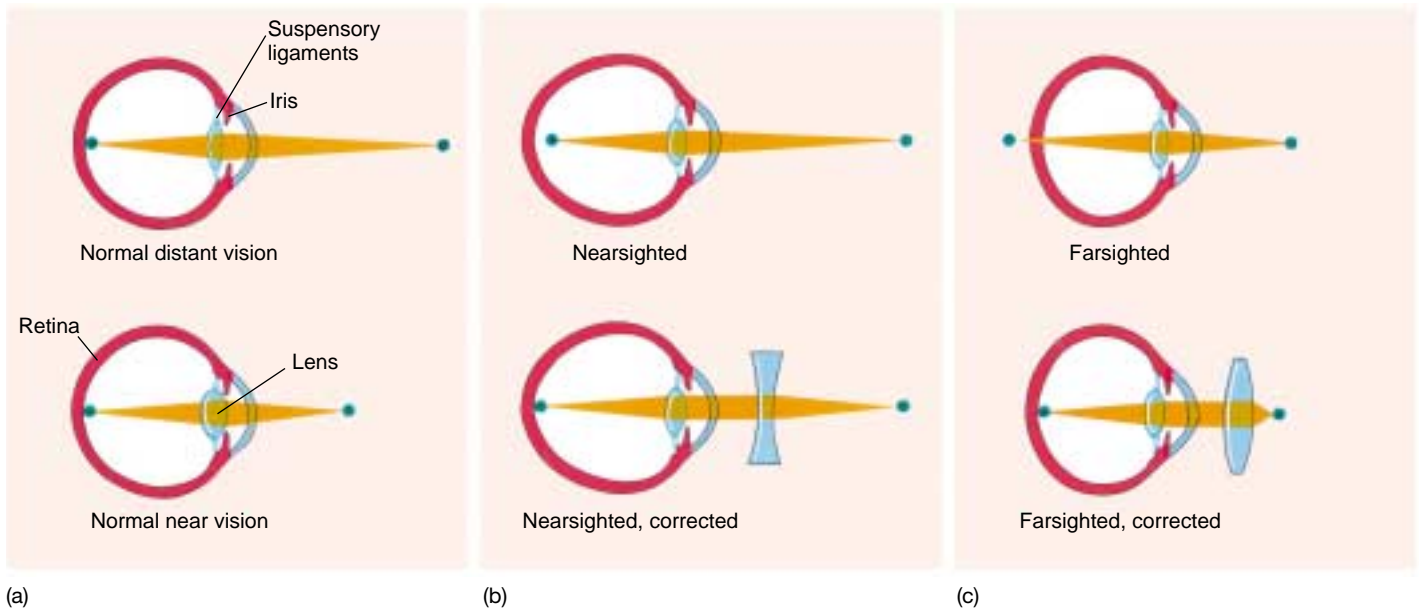 Suspensory
ligaments
Iris
Normal distant vision
Retina
Lens
Normal near vision
(a)
Nearsighted
Nearsighted, corrected
(b)
Farsighted
Farsighted, corrected
(c)